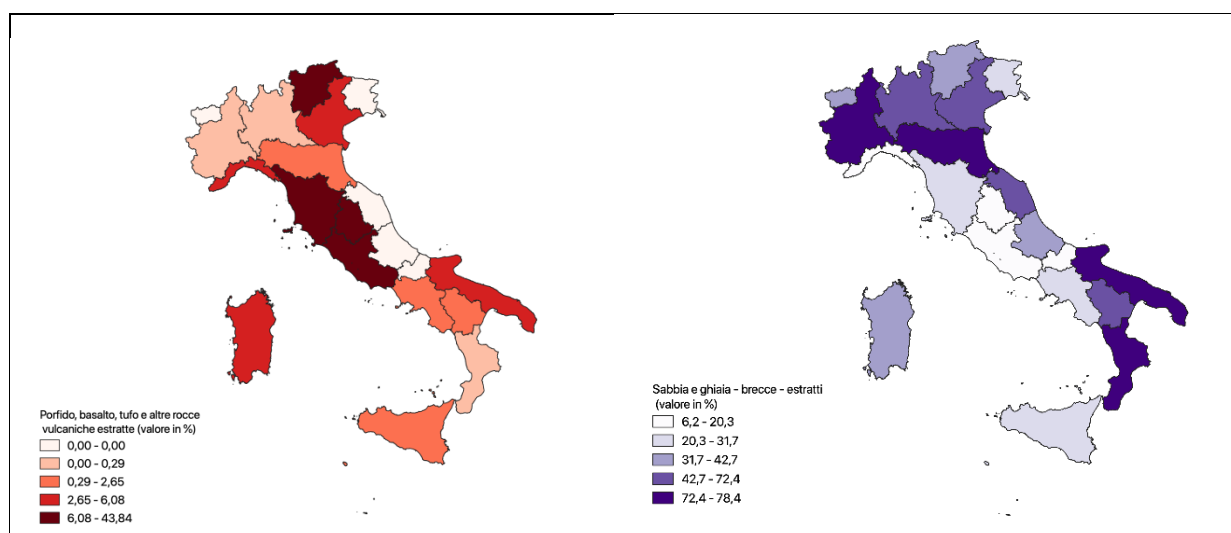 Porfido, basalto, tufo e altre rocce
vulcaniche estratte (valore in %)
0,00 - 0,00
0,00 - 0,29
0,29 - 2,65
2,65 - 6,08
6,08 - 43,84
Sabbia e ghiaia - brecce - estratti
(valore in %)
6,2 - 20,3
20,3 - 31,7
31,7 - 42,7
42,7 - 72,4
72,4 - 78,4